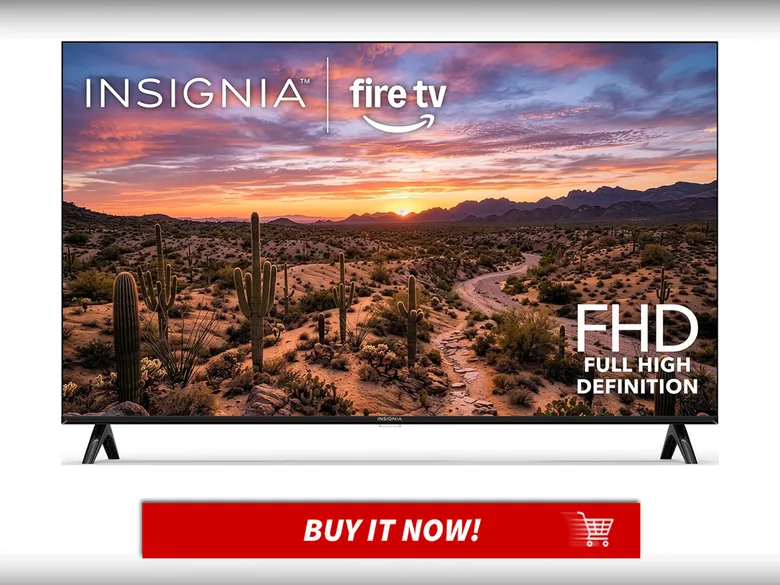 INSIGNIA™ fire tv
FHD
FULL HIGH
DEFINITION
INSIGNIA
BUY IT NOW!